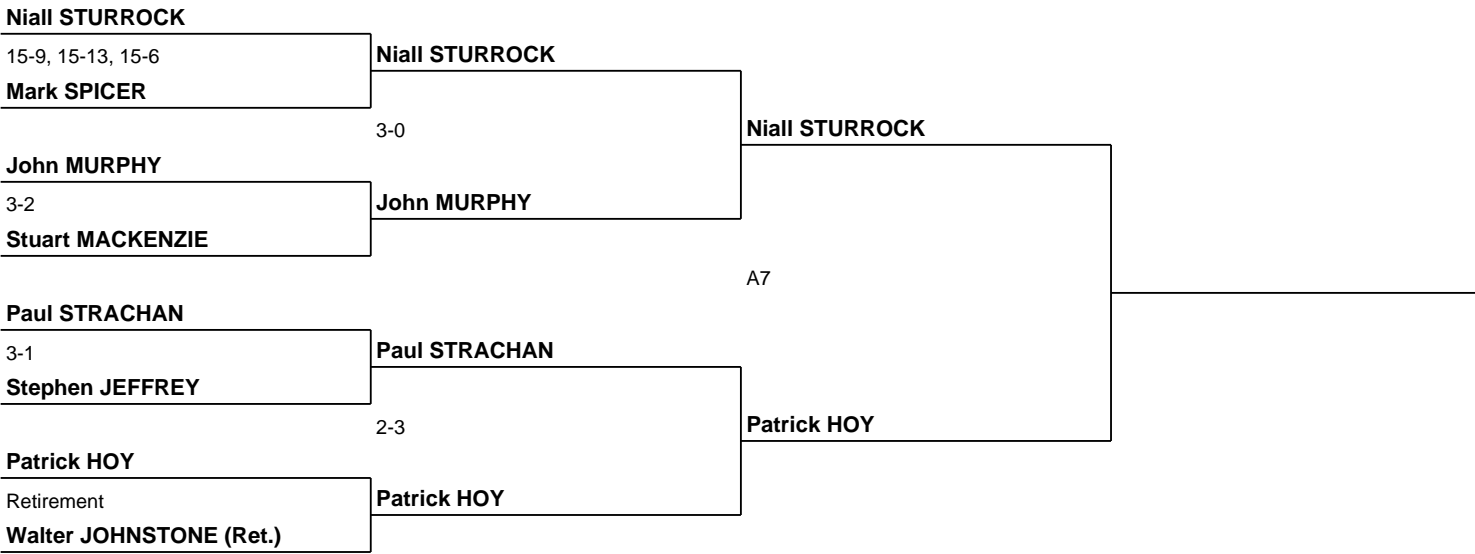 Niall STURROCK
15-9, 15-13, 15-6
Niall STURROCK
Mark SPICER
3-0
Niall STURROCK
John MURPHY
3-2
John MURPHY
Stuart MACKENZIE
A7
Paul STRACHAN
3-1
Paul STRACHAN
Stephen JEFFREY
2-3
Patrick HOY
Patrick HOY
Retirement
Patrick HOY
Walter JOHNSTONE (Ret.)